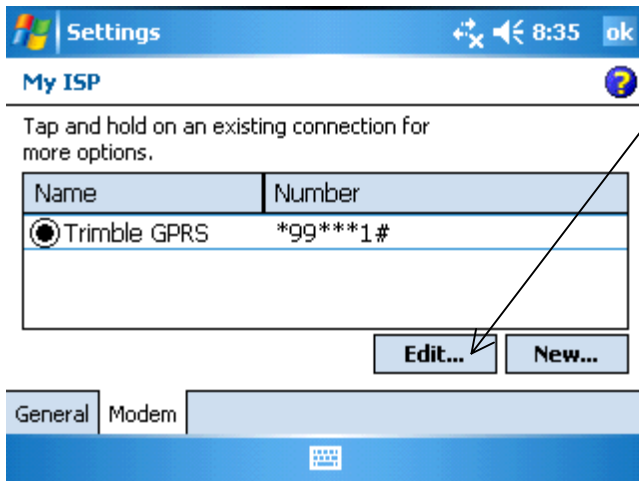 Settings 8:35 ok
My ISP
Tap and hold on an existing connection for
more options.
Name Number
Trimble GPRS *99***1#
Edit... New...
General Modem